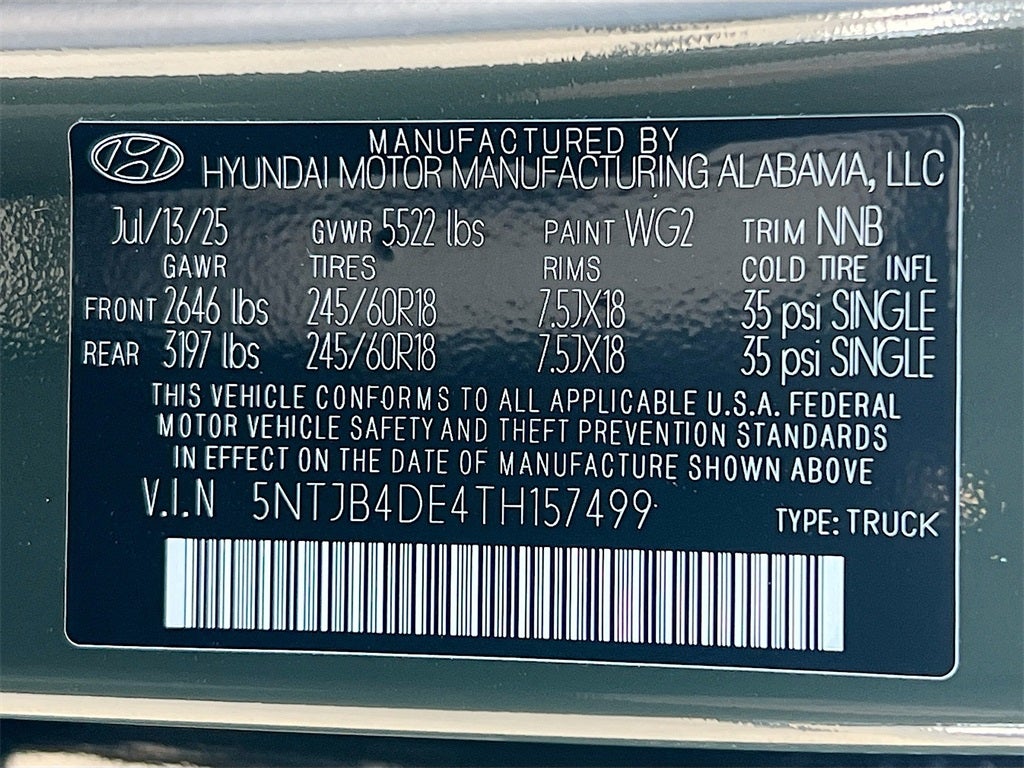 MANUFACTURED BY
HYUNDAI MOTOR MANUFACTURING ALABAMA, LLC
Jul/13/25 GVWR 5522 lbs PAINT WG2 TRIM NNB
GAWR TIRES RIMS COLD TIRE INFL
FRONT 2646 lbs 245/60R18 7.5JX18 35 psi SINGLE
REAR 3197 lbs 245/60R18 7.5JX18 35 psi SINGLE
THIS VEHICLE CONFORMS TO ALL APPLICABLE U.S.A. FEDERAL
MOTOR VEHICLE SAFETY AND THEFT PREVENTION STANDARDS
IN EFFECT ON THE DATE OF MANUFACTURE SHOWN ABOVE
V.I.N 5NTJB4DE4TH157499
TYPE: TRUCK